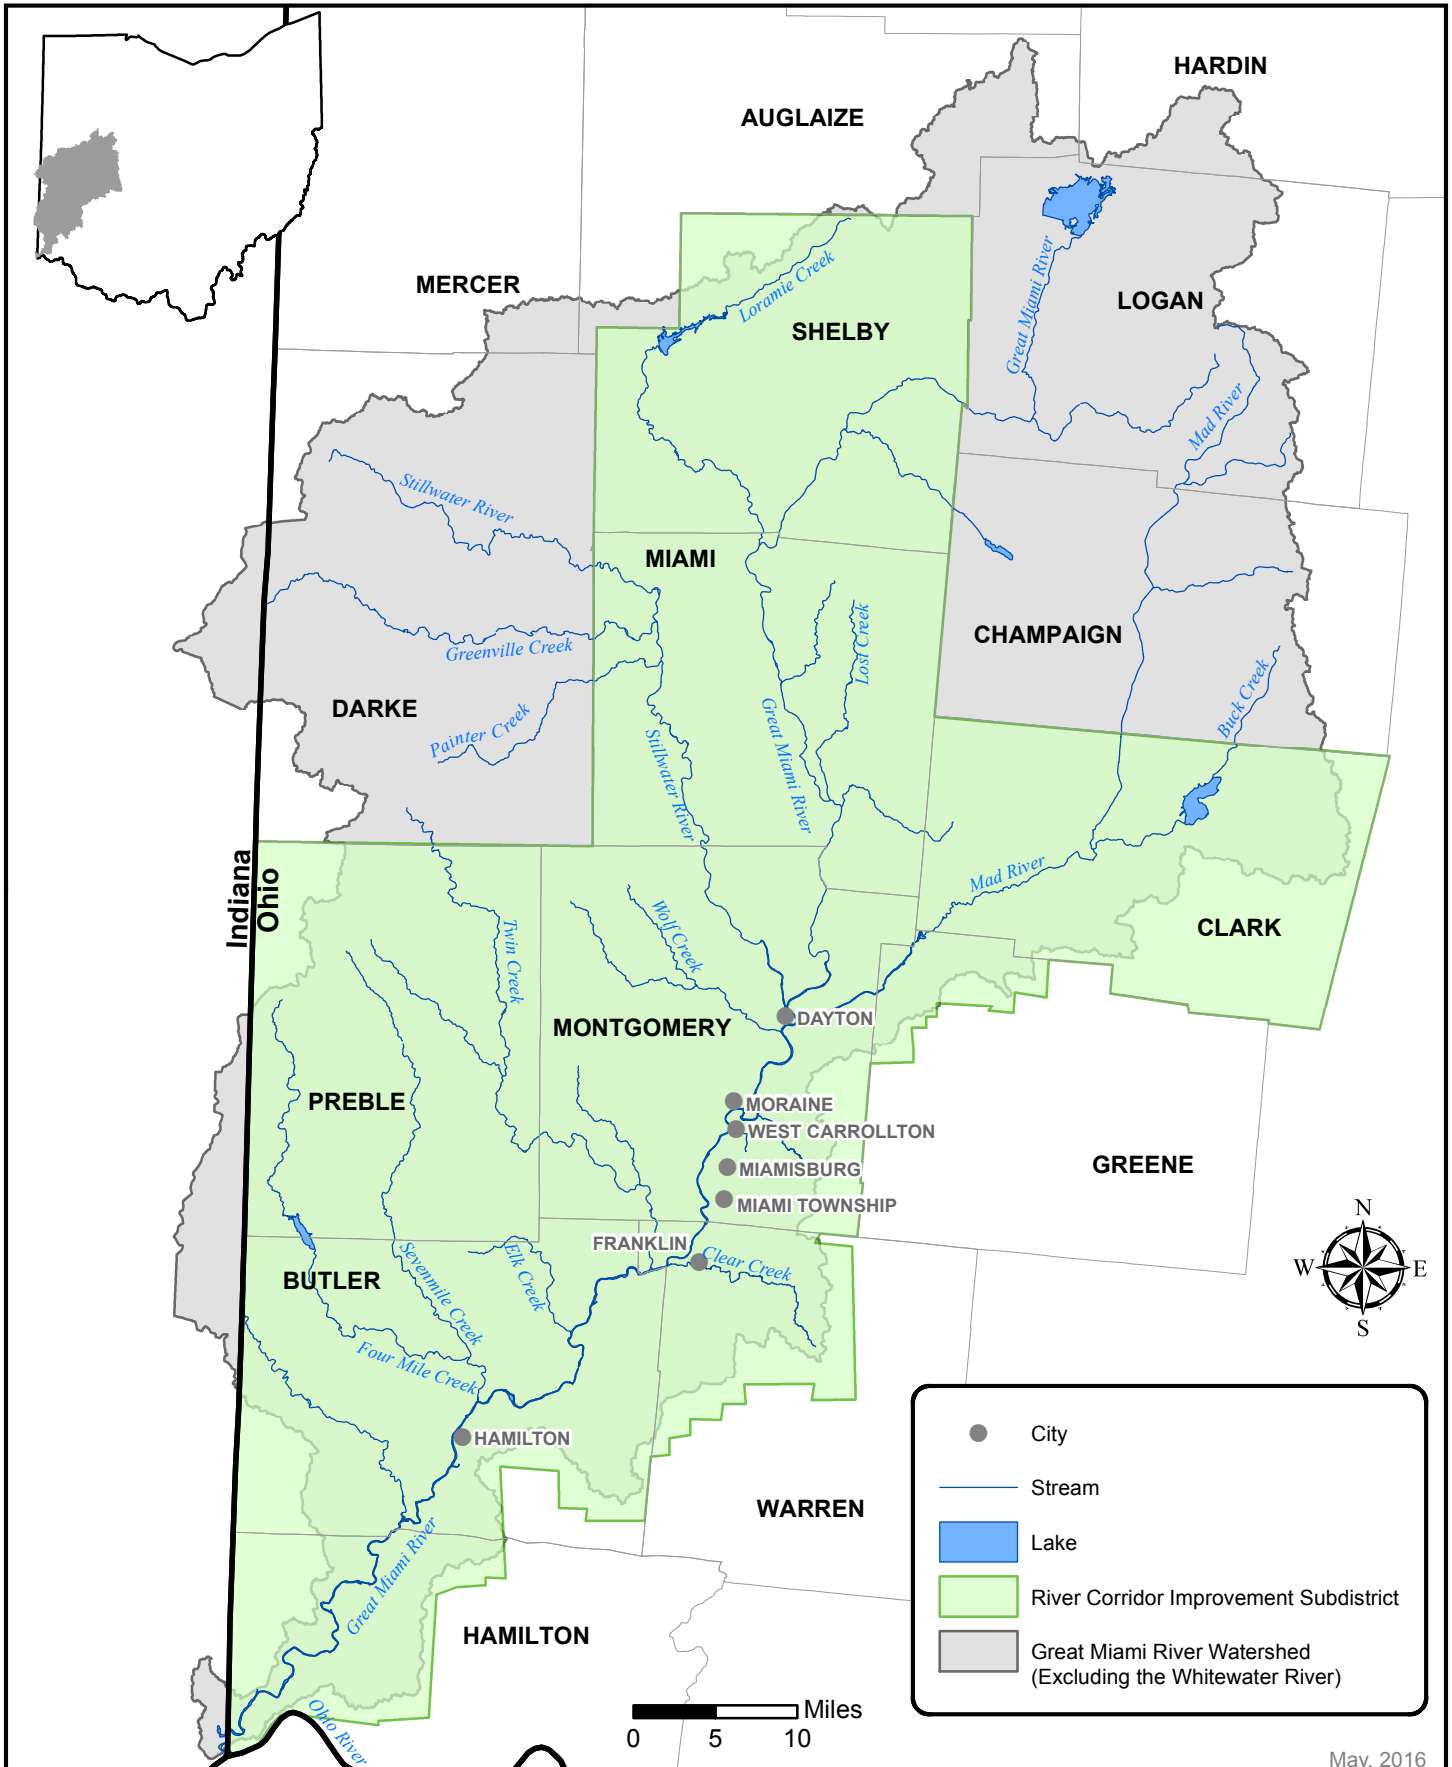 HARDIN
AUGLAIZE
MERCER
LOGAN
SHELBY
Loramie Creek
Great Miami River
Mad River
Stillwater River
MIAMI
CHAMPAIGN
Greenville Creek
Lost Creek
DARKE
Painter Creek
Buck Creek
Stillwater River
Great Miami River
Indiana
Ohio
Mad River
CLARK
Twin Creek
Wolf Creek
MONTGOMERY
DAYTON
PREBLE
MORAINE
WEST CARROLLTON
MIAMISBURG
MIAMI TOWNSHIP
GREENE
FRANKLIN
Clear Creek
BUTLER
Sevenmile Creek
Elk Creek
Four Mile Creek
HAMILTON
WARREN
Great Miami River
HAMILTON
Ohio River
N
W
E
S
City
Stream
Lake
River Corridor Improvement Subdistrict
Great Miami River Watershed
(Excluding the Whitewater River)
Miles
0 5 10
May, 2016